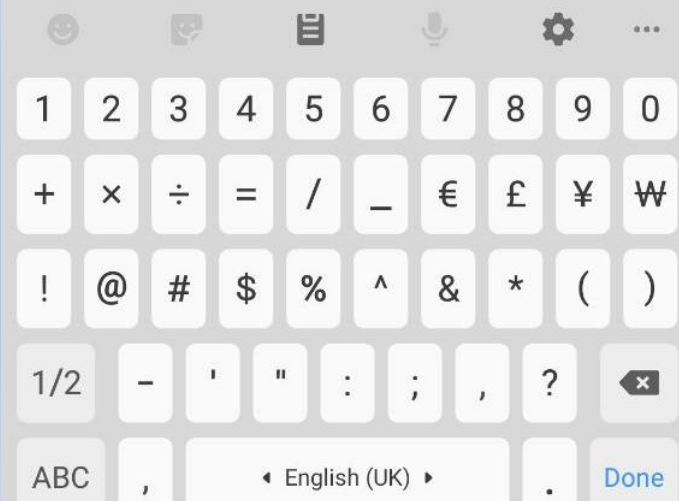 1 2 3 4 5 6 7 8 9 0
+ × ÷ = / _ € £ ¥ ₩
! @ # $ % ^ & * ( )
1/2 - ' " : ; , ?
ABC , English (UK) . Done